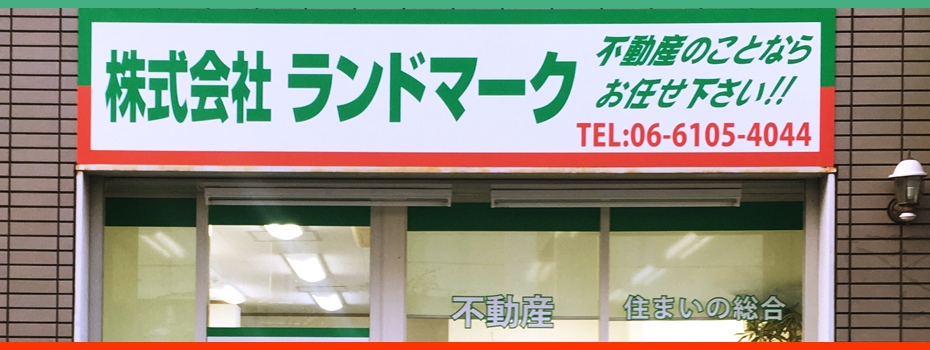 株式会社 ランドマーク
不動産のことなら
お任せ下さい!!
TEL:06-6105-4044
不動産
住まいの総合